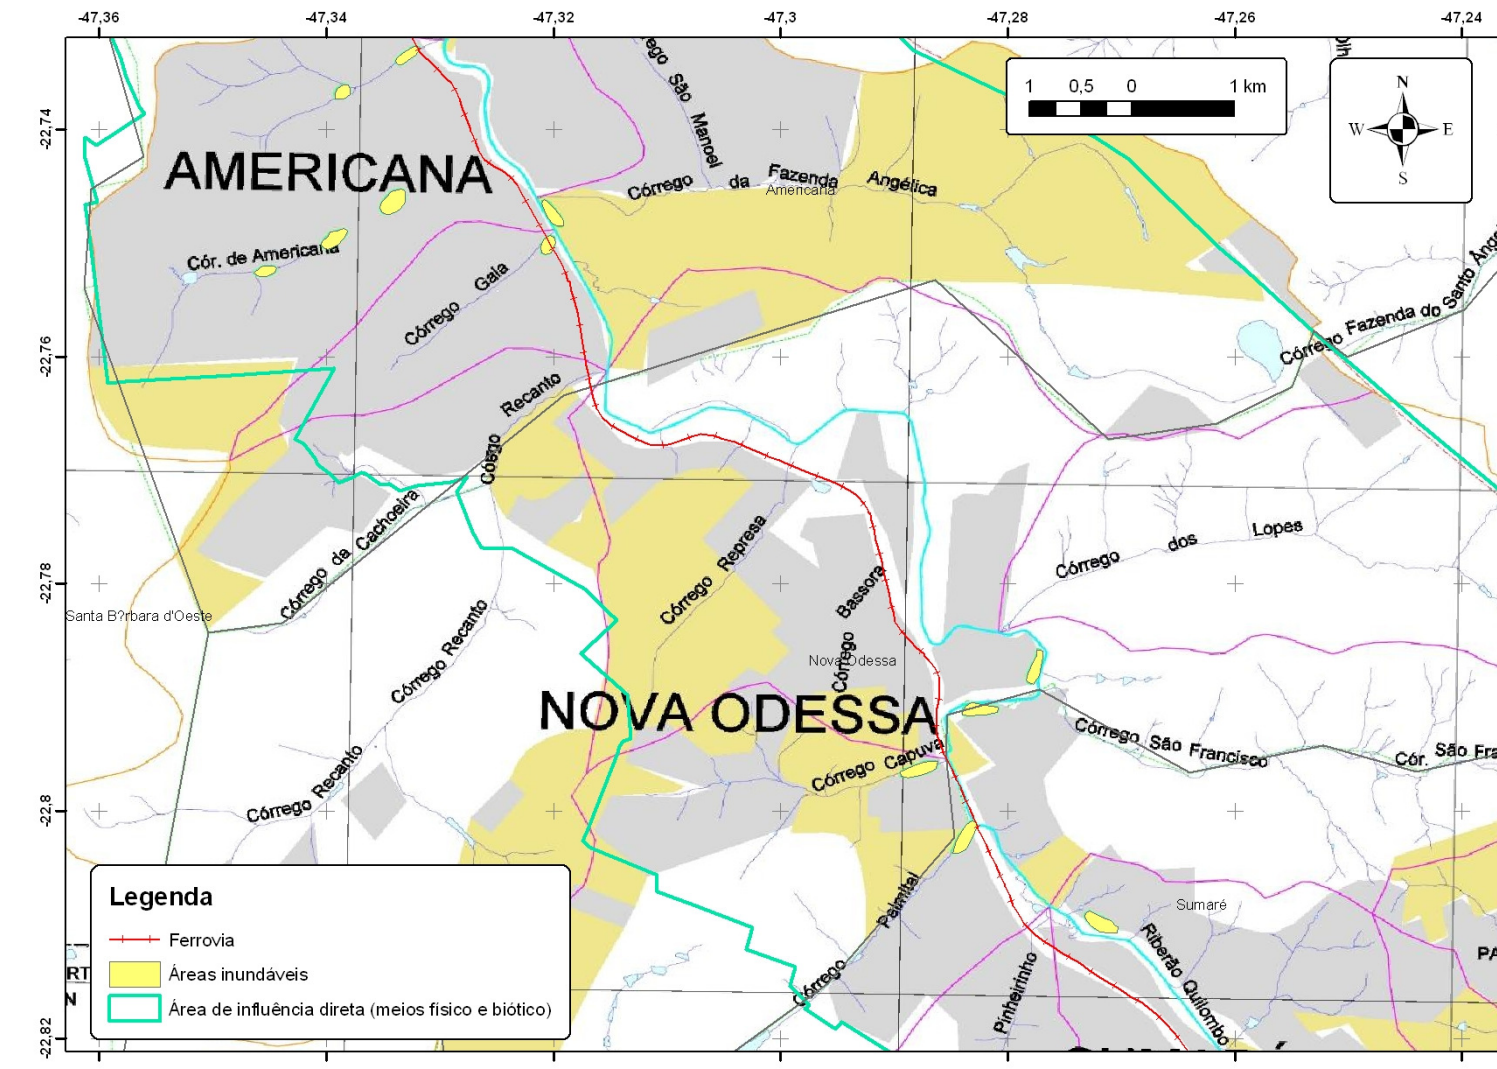 -47,36
-47,34
-47,32
-47,3
-47,28
-47,26
-47,24
-22,74
-22,76
-22,78
-22,8
-22,82
1 0,5 0 1 km
N
W E
S
AMERICANA
ego São Manoel
Córrego da Fazenda Angélica
Americana
Cór. de Americana
Córrego Gaia
Córrego Fazenda do Santo Ânge
Recanto
Córego
Córrego da Cachoeira
Córrego Represa
Córrego Bassora
Córrego dos Lopes
Santa B?rbara d'Oeste
Córrego Recanto
Nova Odessa
NOVA ODESSA
Córrego São Francisco
Cór. São Fra
Córrego Capuva
Córrego Recanto
Córrego Palmital
Sumaré
Pinheirinho
Ribeirão Quilombo
PA
RT
N
Legenda
Ferrovia
Áreas inundáveis
Área de influência direta (meios físico e biótico)